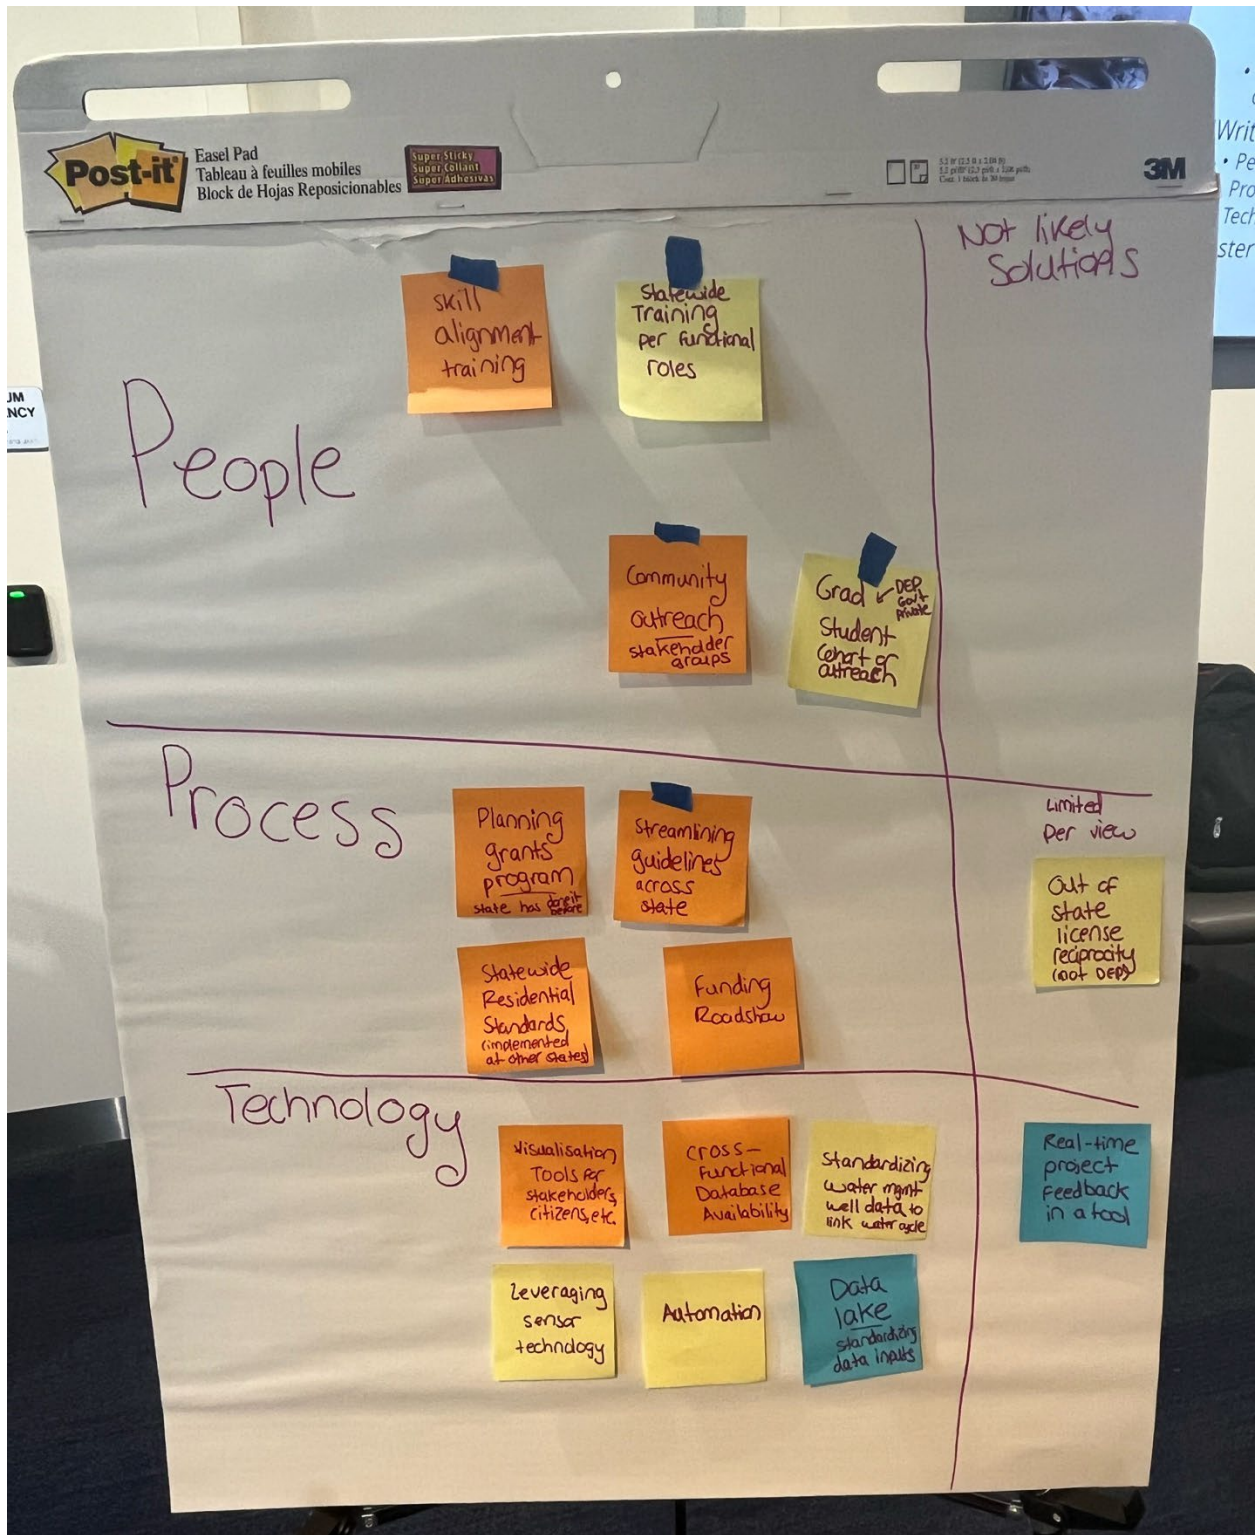 Post-it
Easel Pad
Tableau à feuilles mobiles
Block de Hojas Reposicionables
Super Sticky
Super Collant
Super Adhesivas
3M
Not likely
Solutions
People
skill
alignment
training
Statewide
Training
per functional
roles
Community
outreach
stakeholder
groups
Grad
DEP
Gov't
Private
Student
Cohort or
outreach
Process
Planning
grants
program
state has done it
before
Streamlining
guidelines
across
state
Statewide
Residential
Standards
(implemented
at other states)
Funding
Roadshow
Limited
per view
Out of
state
license
reciprocity
(not DEP)
Technology
Visualisation
Tools for
stakeholders,
citizens, etc.
Cross-
Functional
Database
Availability
Standardizing
water mgmt
well data to
link water cycle
Real-time
project
feedback
in a tool
Leveraging
sensor
technology
Automation
Data
lake
standardizing
data inputs